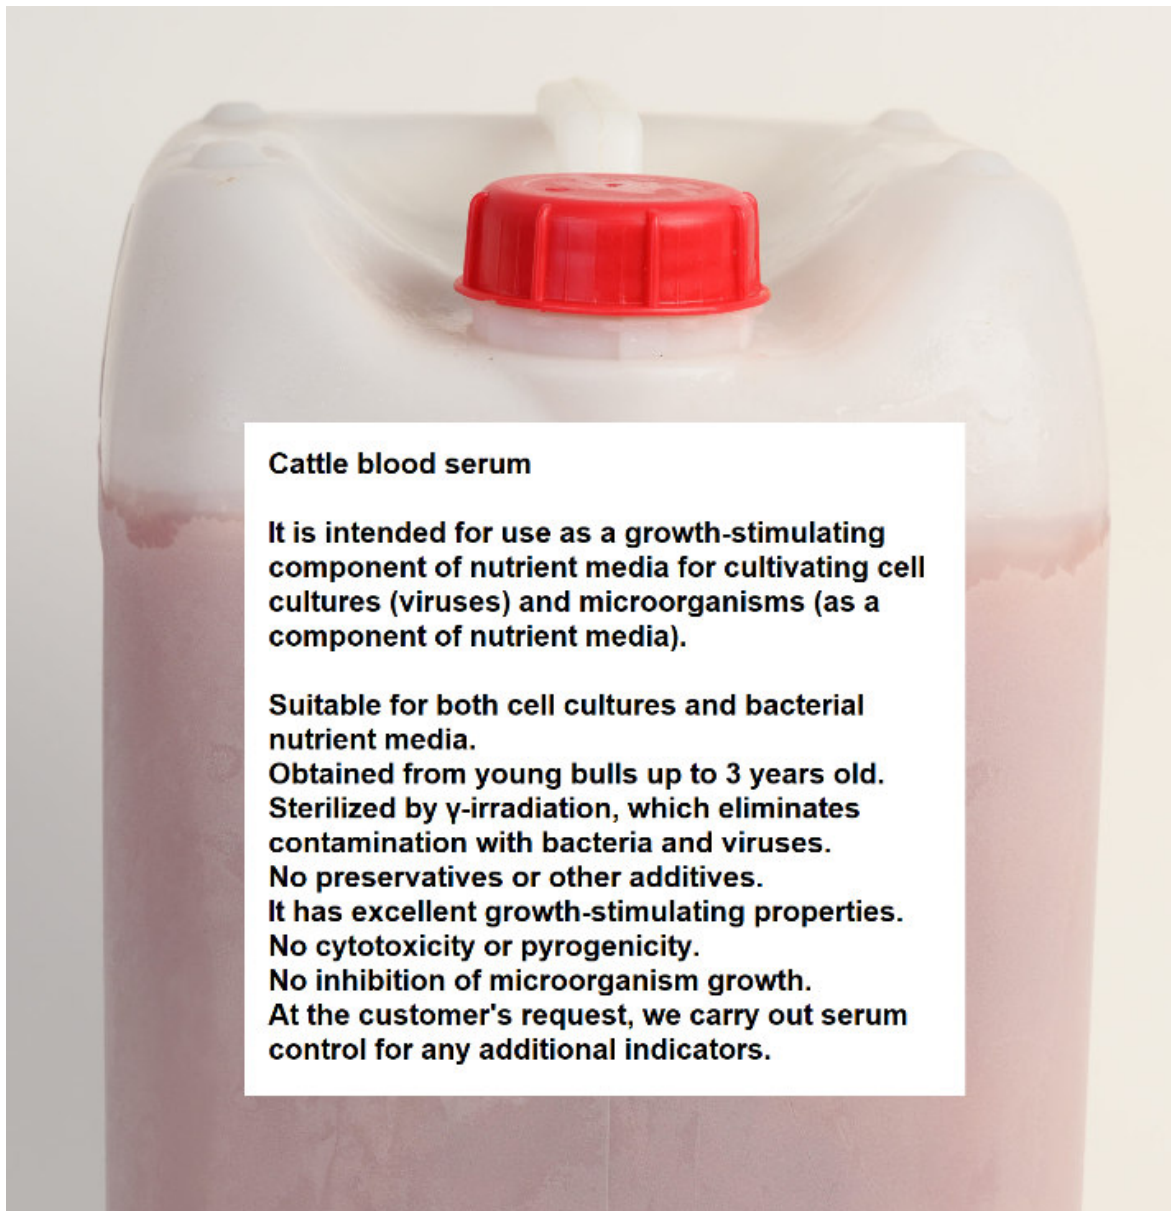 Cattle blood serum
It is intended for use as a growth-stimulating
component of nutrient media for cultivating cell
cultures (viruses) and microorganisms (as a
component of nutrient media).
Suitable for both cell cultures and bacterial
nutrient media.
Obtained from young bulls up to 3 years old.
Sterilized by γ-irradiation, which eliminates
contamination with bacteria and viruses.
No preservatives or other additives.
It has excellent growth-stimulating properties.
No cytotoxicity or pyrogenicity.
No inhibition of microorganism growth.
At the customer's request, we carry out serum
control for any additional indicators.